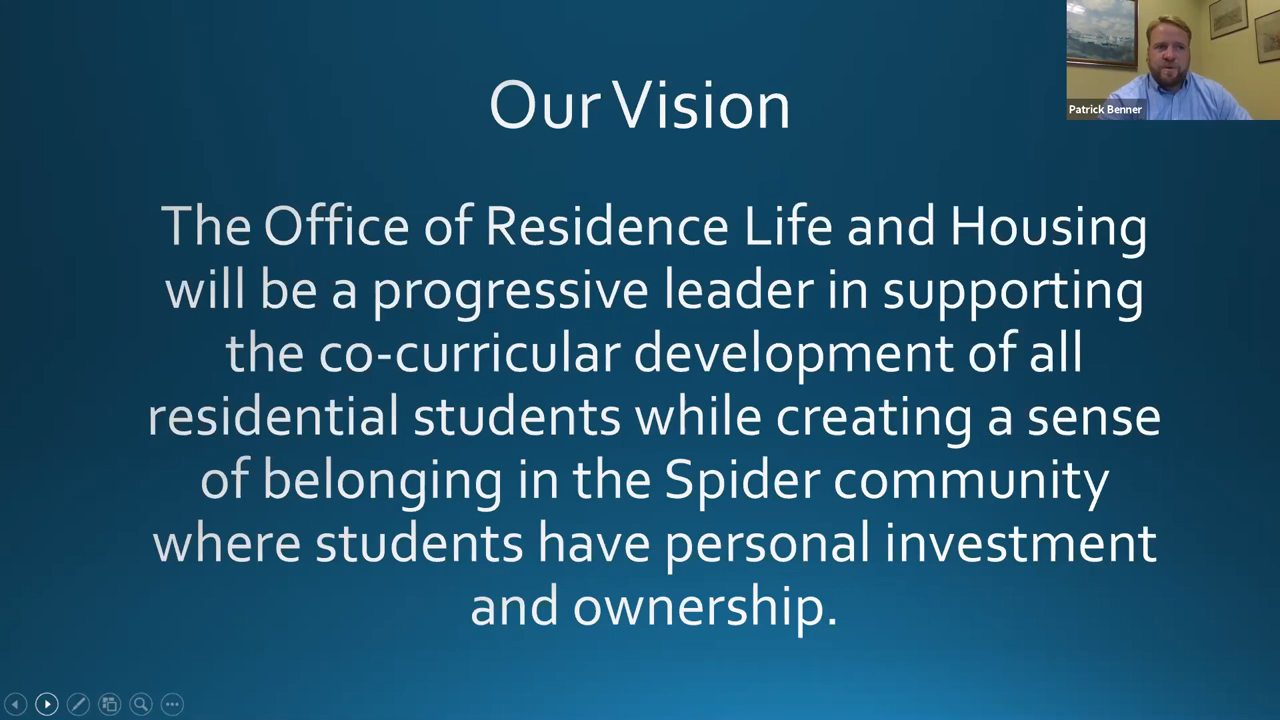 Our Vision
Patrick Benner
The Office of Residence Life and Housing
will be a progressive leader in supporting
the co-curricular development of all
residential students while creating a sense
of belonging in the Spider community
where students have personal investment
and ownership.